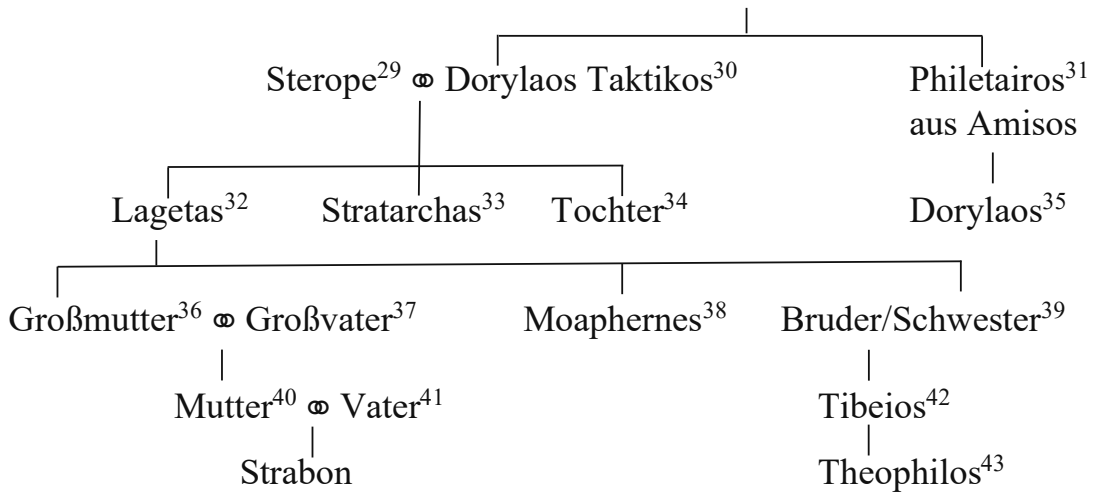 Sterope²⁹ ⚭ Dorylaos Taktikos³⁰ Philetairos³¹
aus Amisos
Lagetas³² Stratarchas³³ Tochter³⁴ Dorylaos³⁵
Großmutter³⁶ ⚭ Großvater³⁷ Moaphernes³⁸ Bruder/Schwester³⁹
Mutter⁴⁰ ⚭ Vater⁴¹ Tibeios⁴²
Strabon Theophilos⁴³